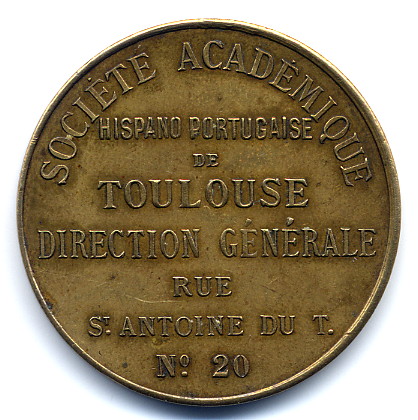 SOCIÉTÉ ACADÉMIQUE
HISPANO PORTUGAISE
DE
TOULOUSE
DIRECTION GÉNÉRALE
RUE
ST ANTOINE DU T.
Nº 20